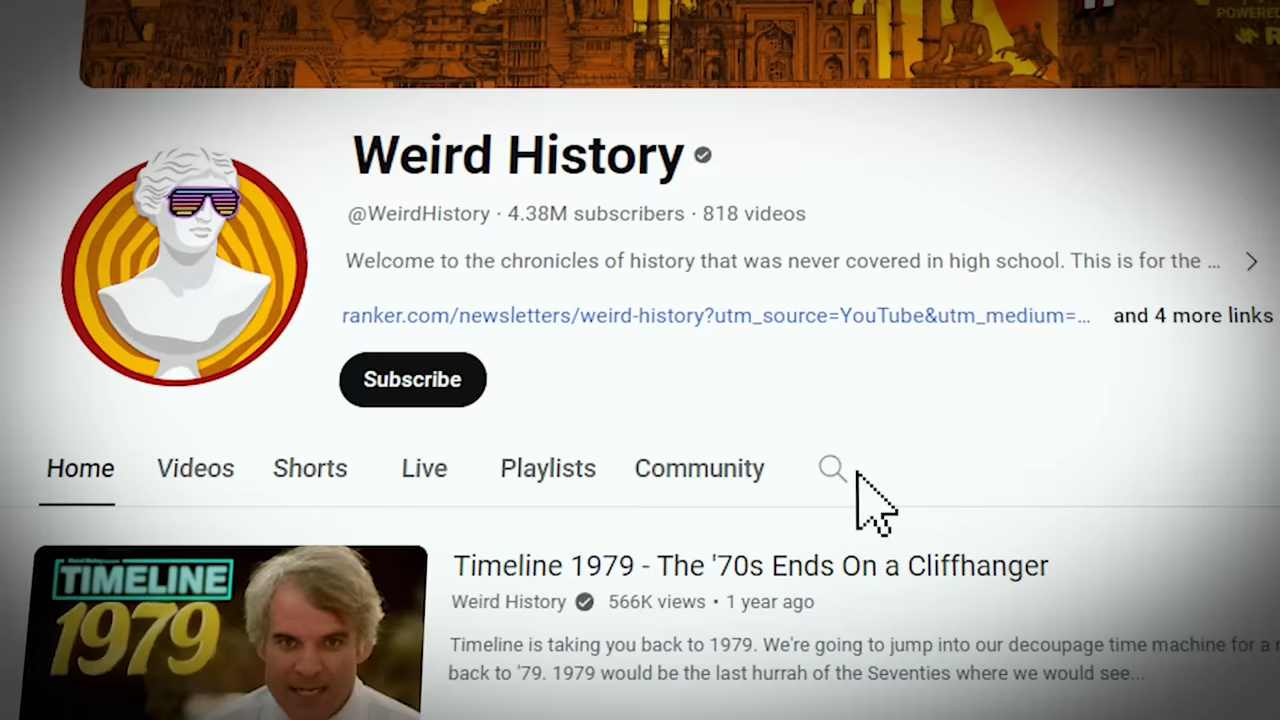 POWERED
Weird History
@WeirdHistory · 4.38M subscribers · 818 videos
Welcome to the chronicles of history that was never covered in high school. This is for the ...
ranker.com/newsletters/weird-history?utm_source=YouTube&utm_medium=... and 4 more links
Subscribe
Home Videos Shorts Live Playlists Community
TIMELINE
1979
Timeline 1979 - The '70s Ends On a Cliffhanger
Weird History 566K views • 1 year ago
Timeline is taking you back to 1979. We're going to jump into our decoupage time machine for a
back to '79. 1979 would be the last hurrah of the Seventies where we would see...